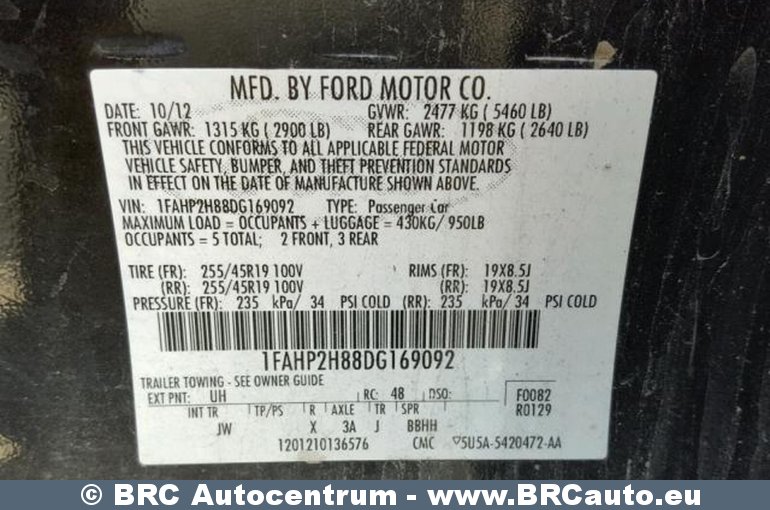 MFD. BY FORD MOTOR CO.
DATE: 10/12 GVWR: 2477 KG ( 5460 LB)
FRONT GAWR: 1315 KG ( 2900 LB) REAR GAWR: 1198 KG ( 2640 LB)
THIS VEHICLE CONFORMS TO ALL APPLICABLE FEDERAL MOTOR
VEHICLE SAFETY, BUMPER, AND THEFT PREVENTION STANDARDS
IN EFFECT ON THE DATE OF MANUFACTURE SHOWN ABOVE.
VIN: 1FAHP2H88DG169092 TYPE: Passenger Car
MAXIMUM LOAD = OCCUPANTS + LUGGAGE = 430KG/ 950LB
OCCUPANTS = 5 TOTAL; 2 FRONT, 3 REAR
TIRE (FR): 255/45R19 100V RIMS (FR): 19X8.5J
(RR): 255/45R19 100V (RR): 19X8.5J
PRESSURE (FR): 235 kPa/ 34 PSI COLD (RR): 235 kPa/ 34 PSI COLD
1FAHP2H88DG169092
TRAILER TOWING - SEE OWNER GUIDE
EXT PNT: UH RC: 48 DSO: F0082
INT TR TP/PS R AXLE TR SPR R0129
JW X 3A J BBHH
1201210136576 CMC ▽5U5A-5420472-AA
© BRC Autocentrum - www.BRCauto.eu